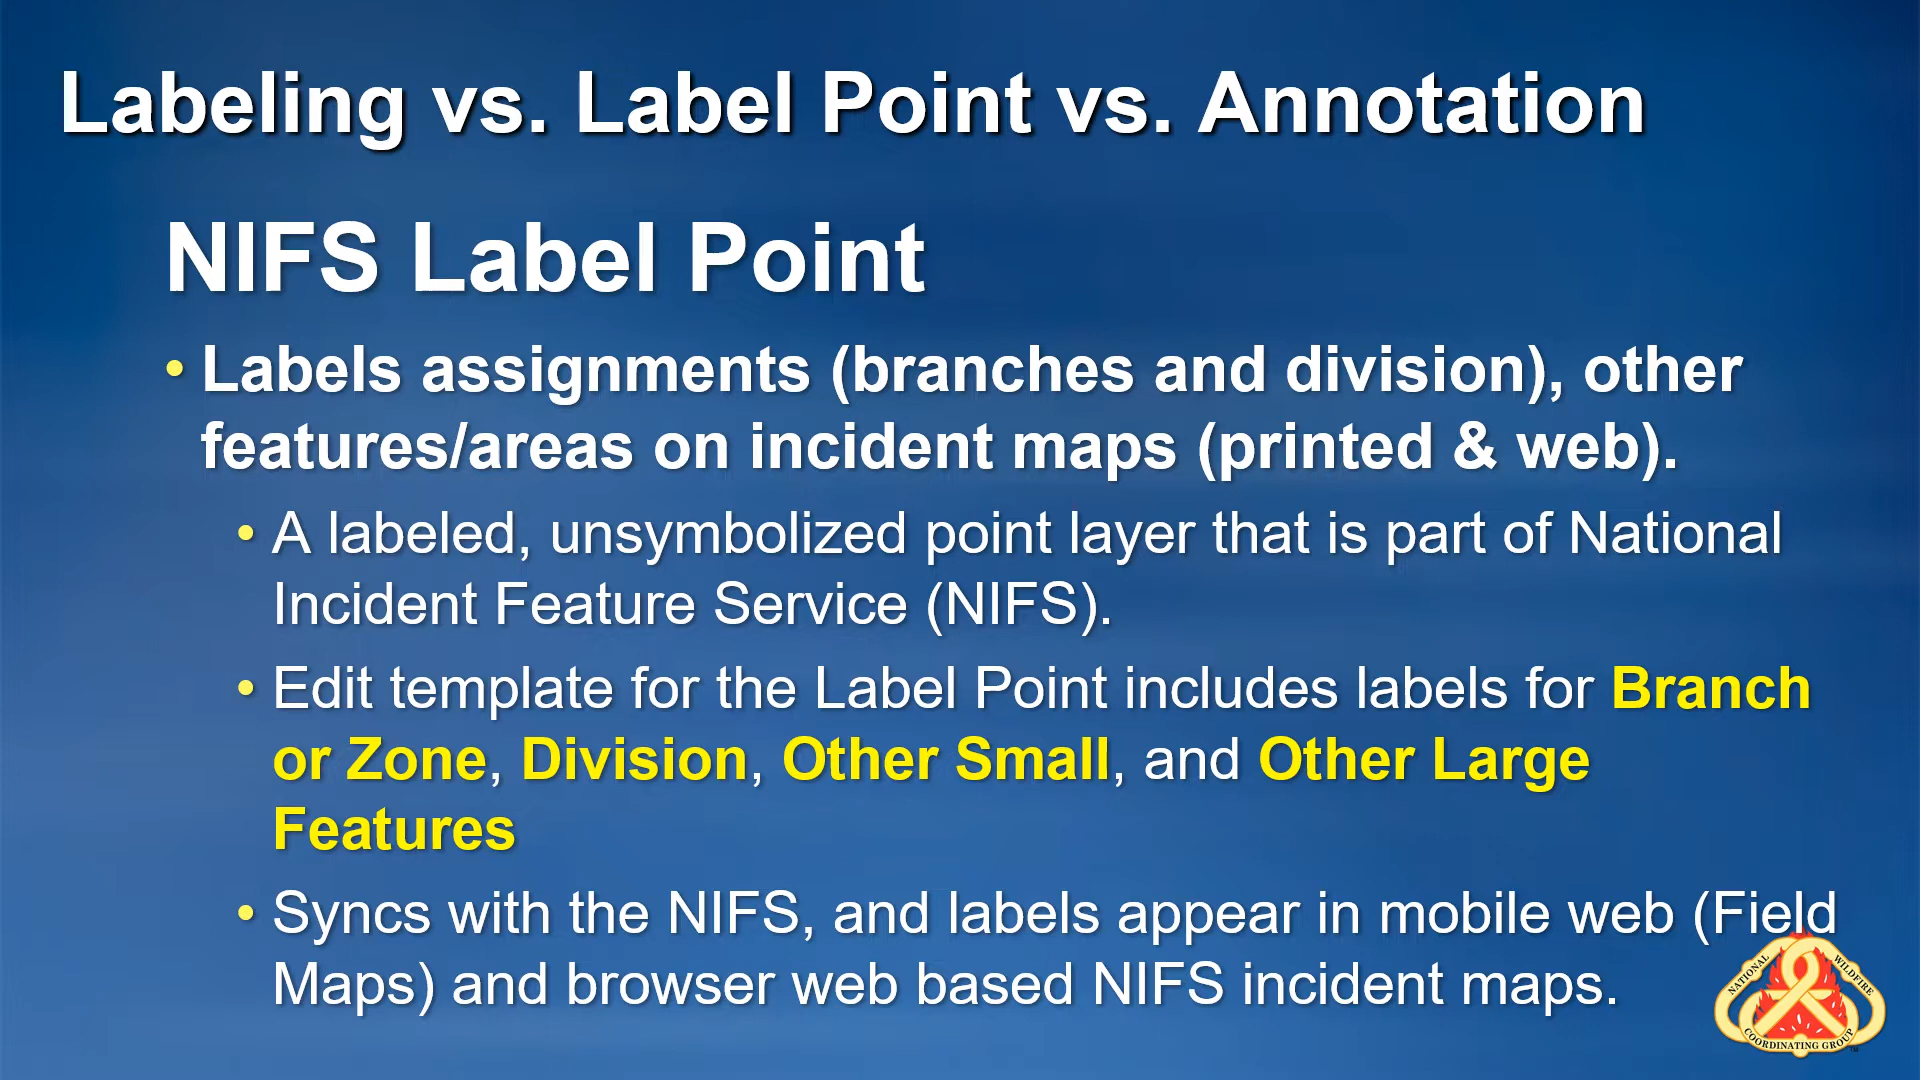 Labeling vs. Label Point vs. Annotation
NIFS Label Point
• Labels assignments (branches and division), other
features/areas on incident maps (printed & web).
• A labeled, unsymbolized point layer that is part of National
Incident Feature Service (NIFS).
• Edit template for the Label Point includes labels for Branch
or Zone, Division, Other Small, and Other Large
Features
• Syncs with the NIFS, and labels appear in mobile web (Field
Maps) and browser web based NIFS incident maps.
NATIONAL WILDFIRE
COORDINATING GROUP
TM